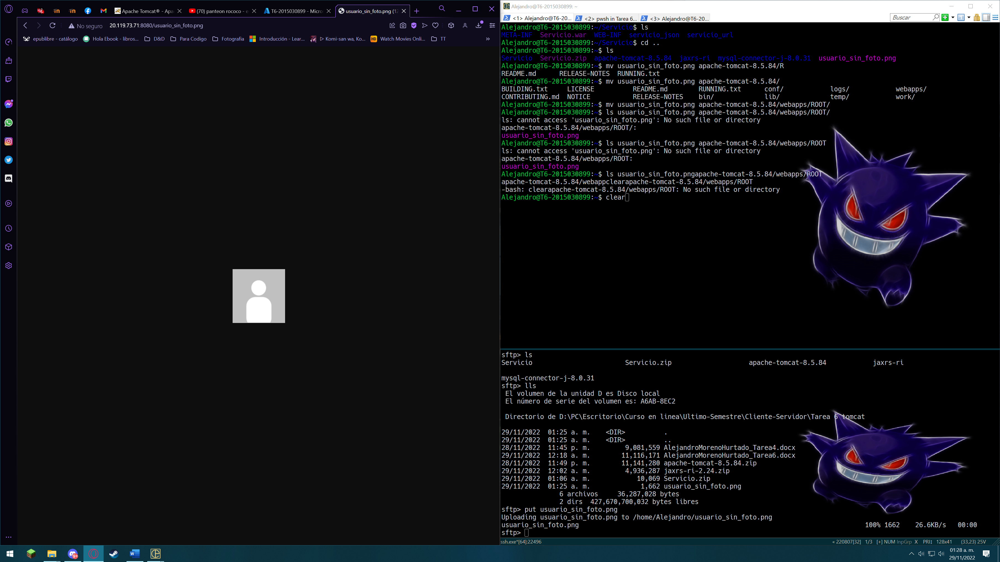 Apache Tomcat® - Apa
(70) panteon rococo - e
T6-2015030899 - Micro
usuario_sin_foto.png (12
No seguro
20.119.73.71:8080/usuario_sin_foto.png
epublibre - catálogo
Hola Ebook - libros...
D&D
Para Codigo
Fotografia
Introducción - Lear...
▷ Komi-san wa, Ko...
HD
Watch Movies Onli...
TT
»
Alejandro@T6-2015030899: ~
<1> Alejandro@T6-20...
<2> pwsh in Tarea 6...
<3> Alejandro@T6-20...
Buscar
Alejandro@T6-2015030899:~/Servicio$ ls
META-INF  Servicio.war  WEB-INF  servicio_json  servicio_url
Alejandro@T6-2015030899:~/Servicio$ cd ..
Alejandro@T6-2015030899:~$ ls
Servicio  Servicio.zip  apache-tomcat-8.5.84  jaxrs-ri  mysql-connector-j-8.0.31  usuario_sin_foto.png
Alejandro@T6-2015030899:~$ mv usuario_sin_foto.png apache-tomcat-8.5.84/R
README.md      RELEASE-NOTES  RUNNING.txt
Alejandro@T6-2015030899:~$ mv usuario_sin_foto.png apache-tomcat-8.5.84/
BUILDING.txt     LICENSE          README.md        RUNNING.txt      conf/            logs/            webapps/
CONTRIBUTING.md  NOTICE           RELEASE-NOTES    bin/             lib/             temp/            work/
Alejandro@T6-2015030899:~$ mv usuario_sin_foto.png apache-tomcat-8.5.84/webapps/ROOT/
Alejandro@T6-2015030899:~$ ls usuario_sin_foto.png apache-tomcat-8.5.84/webapps/ROOT/
ls: cannot access 'usuario_sin_foto.png': No such file or directory
apache-tomcat-8.5.84/webapps/ROOT/:
usuario_sin_foto.png
Alejandro@T6-2015030899:~$ ls usuario_sin_foto.png apache-tomcat-8.5.84/webapps/ROOT
ls: cannot access 'usuario_sin_foto.png': No such file or directory
apache-tomcat-8.5.84/webapps/ROOT:
usuario_sin_foto.png
Alejandro@T6-2015030899:~$ ls usuario_sin_foto.pngapache-tomcat-8.5.84/webapps/ROOT
apache-tomcat-8.5.84/webappclearapache-tomcat-8.5.84/webapps/ROOT
-bash: clearapache-tomcat-8.5.84/webapps/ROOT: No such file or directory
Alejandro@T6-2015030899:~$ clear
sftp> ls
Servicio                        Servicio.zip                    apache-tomcat-8.5.84            jaxrs-ri
mysql-connector-j-8.0.31
sftp> lls
El volumen de la unidad D es Disco local
El número de serie del volumen es: A6AB-8EC2
Directorio de D:\PC\Escritorio\Curso en linea\Ultimo-Semestre\Cliente-Servidor\Tarea 6 tomcat
29/11/2022  01:25 a. m.    <DIR>          .
29/11/2022  01:25 a. m.    <DIR>          ..
28/11/2022  11:45 p. m.         9,081,559 AlejandroMorenoHurtado_Tarea4.docx
29/11/2022  12:18 a. m.        11,116,171 AlejandroMorenoHurtado_Tarea6.docx
28/11/2022  11:49 p. m.        11,141,280 apache-tomcat-8.5.84.zip
29/11/2022  12:02 a. m.         4,936,287 jaxrs-ri-2.24.zip
29/11/2022  01:06 a. m.            10,069 Servicio.zip
29/11/2022  01:25 a. m.             1,662 usuario_sin_foto.png
6 archivos     36,287,028 bytes
2 dirs  427,670,700,032 bytes libres
sftp> put usuario_sin_foto.png
Uploading usuario_sin_foto.png to /home/Alejandro/usuario_sin_foto.png
usuario_sin_foto.png                    100% 1662    26.6KB/s   00:00
sftp>
ssh.exe*[64]:22496
« 220807[32]  1/3  [+] NUM InpGrp X  PRI↕  128x41  (33,23) 25V
9+
01:28 a. m.
29/11/2022